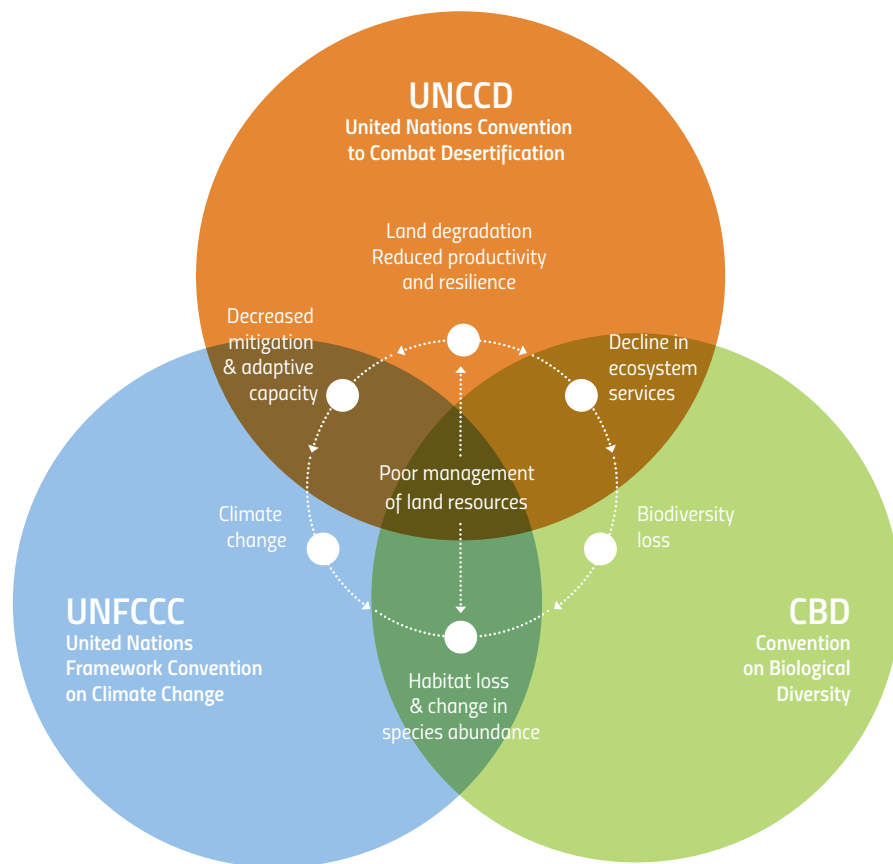 UNCCD
United Nations Convention
to Combat Desertification
Land degradation
Reduced productivity
and resilience
Decreased
mitigation
& adaptive
capacity
Decline in
ecosystem
services
Poor management
of land resources
Climate
change
Biodiversity
loss
UNFCCC
United Nations
Framework Convention
on Climate Change
CBD
Convention
on Biological
Diversity
Habitat loss
& change in
species abundance